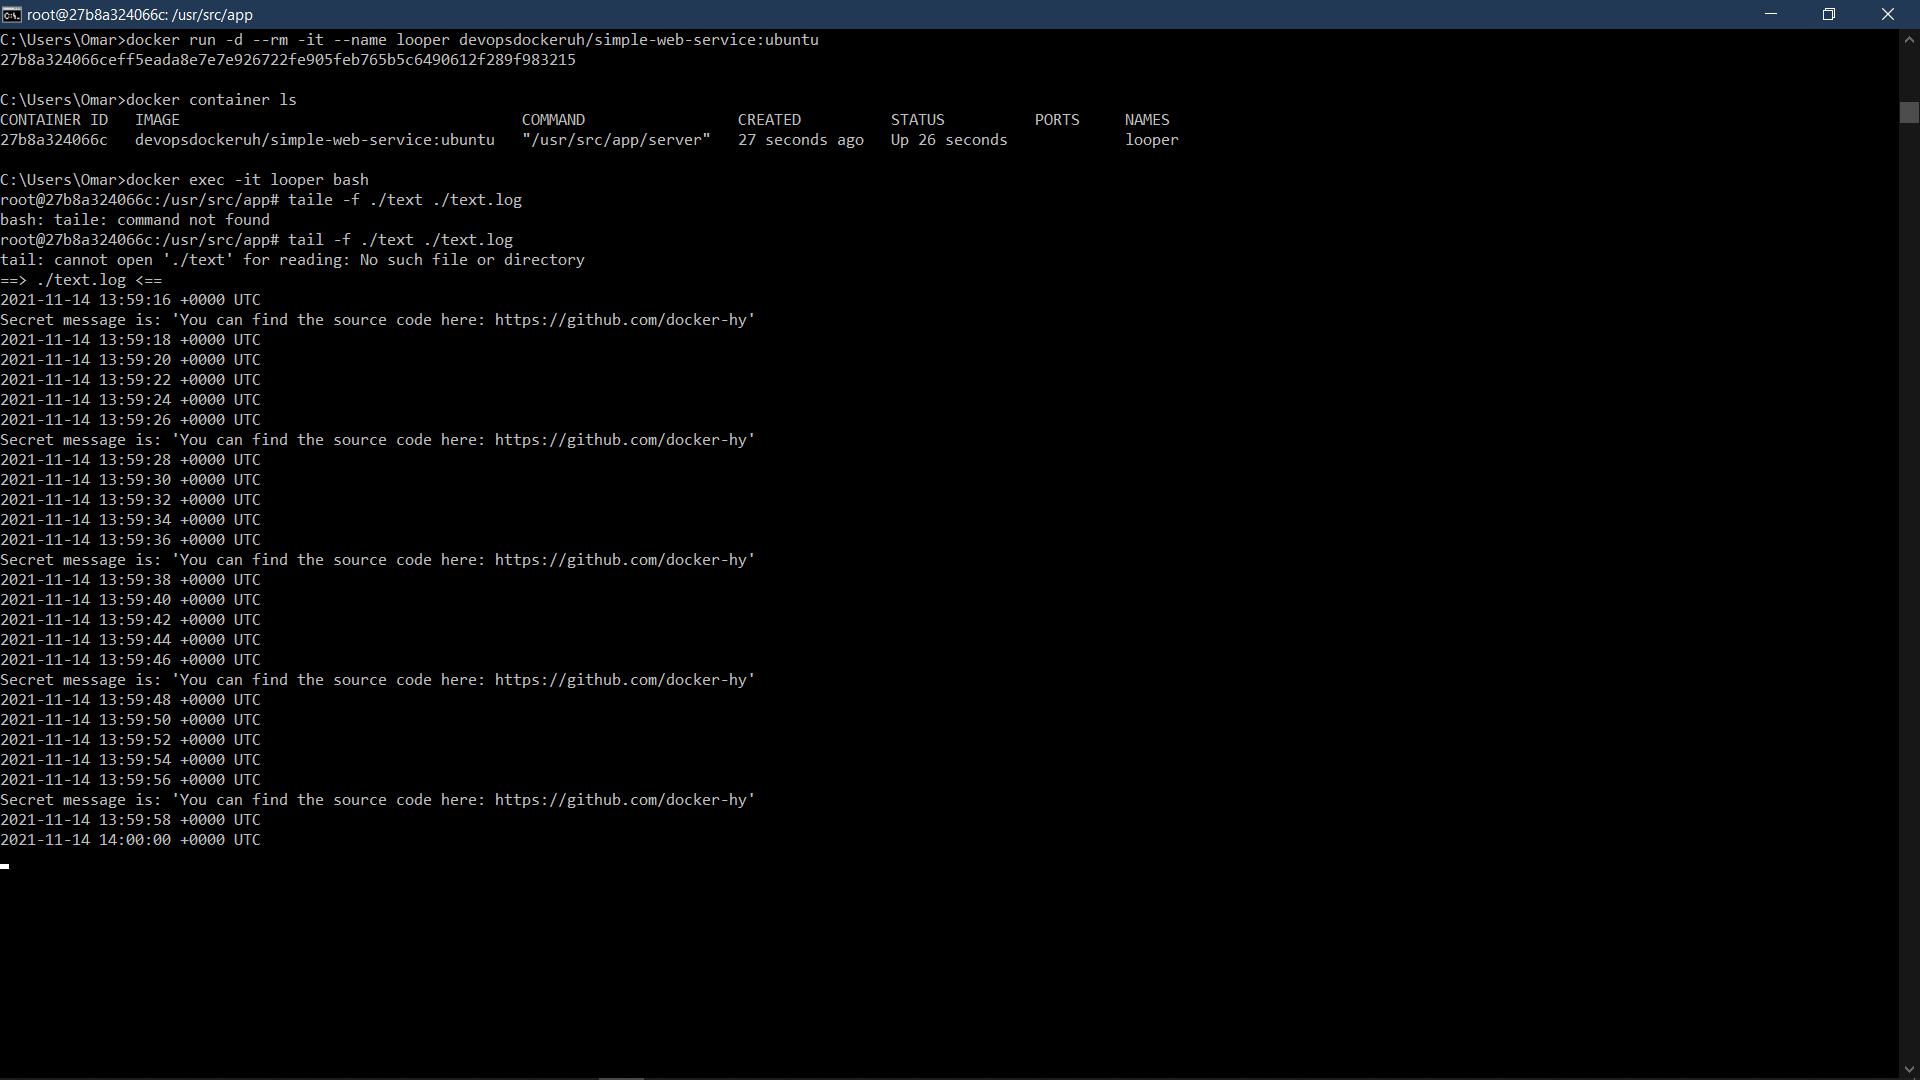 root@27b8a324066c: /usr/src/app
C:\Users\Omar>docker run -d --rm -it --name looper devopsdockeruh/simple-web-service:ubuntu
27b8a324066ceff5eada8e7e7e926722fe905feb765b5c6490612f289f983215
C:\Users\Omar>docker container ls
CONTAINER ID   IMAGE                                      COMMAND                 CREATED          STATUS          PORTS     NAMES
27b8a324066c   devopsdockeruh/simple-web-service:ubuntu   "/usr/src/app/server"   27 seconds ago   Up 26 seconds             looper
C:\Users\Omar>docker exec -it looper bash
root@27b8a324066c:/usr/src/app# taile -f ./text ./text.log
bash: taile: command not found
root@27b8a324066c:/usr/src/app# tail -f ./text ./text.log
tail: cannot open './text' for reading: No such file or directory
==> ./text.log <==
2021-11-14 13:59:16 +0000 UTC
Secret message is: 'You can find the source code here: https://github.com/docker-hy'
2021-11-14 13:59:18 +0000 UTC
2021-11-14 13:59:20 +0000 UTC
2021-11-14 13:59:22 +0000 UTC
2021-11-14 13:59:24 +0000 UTC
2021-11-14 13:59:26 +0000 UTC
Secret message is: 'You can find the source code here: https://github.com/docker-hy'
2021-11-14 13:59:28 +0000 UTC
2021-11-14 13:59:30 +0000 UTC
2021-11-14 13:59:32 +0000 UTC
2021-11-14 13:59:34 +0000 UTC
2021-11-14 13:59:36 +0000 UTC
Secret message is: 'You can find the source code here: https://github.com/docker-hy'
2021-11-14 13:59:38 +0000 UTC
2021-11-14 13:59:40 +0000 UTC
2021-11-14 13:59:42 +0000 UTC
2021-11-14 13:59:44 +0000 UTC
2021-11-14 13:59:46 +0000 UTC
Secret message is: 'You can find the source code here: https://github.com/docker-hy'
2021-11-14 13:59:48 +0000 UTC
2021-11-14 13:59:50 +0000 UTC
2021-11-14 13:59:52 +0000 UTC
2021-11-14 13:59:54 +0000 UTC
2021-11-14 13:59:56 +0000 UTC
Secret message is: 'You can find the source code here: https://github.com/docker-hy'
2021-11-14 13:59:58 +0000 UTC
2021-11-14 14:00:00 +0000 UTC